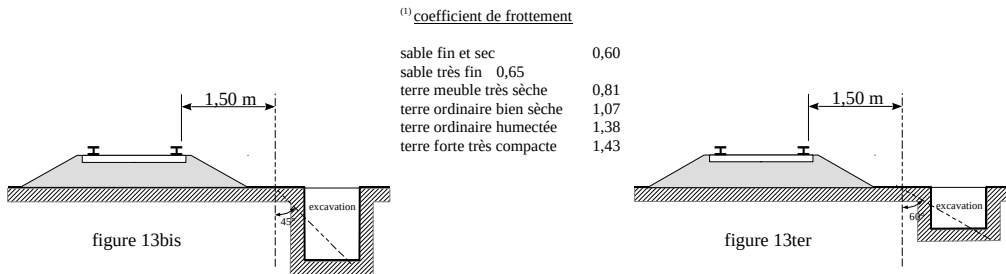 (1) coefficient de frottement
sable fin et sec 0,60
sable très fin 0,65
terre meuble très sèche 0,81
terre ordinaire bien sèche 1,07
terre ordinaire humectée 1,38
terre forte très compacte 1,43
1,50 m
excavation
45°
figure 13bis
1,50 m
excavation
60°
figure 13ter